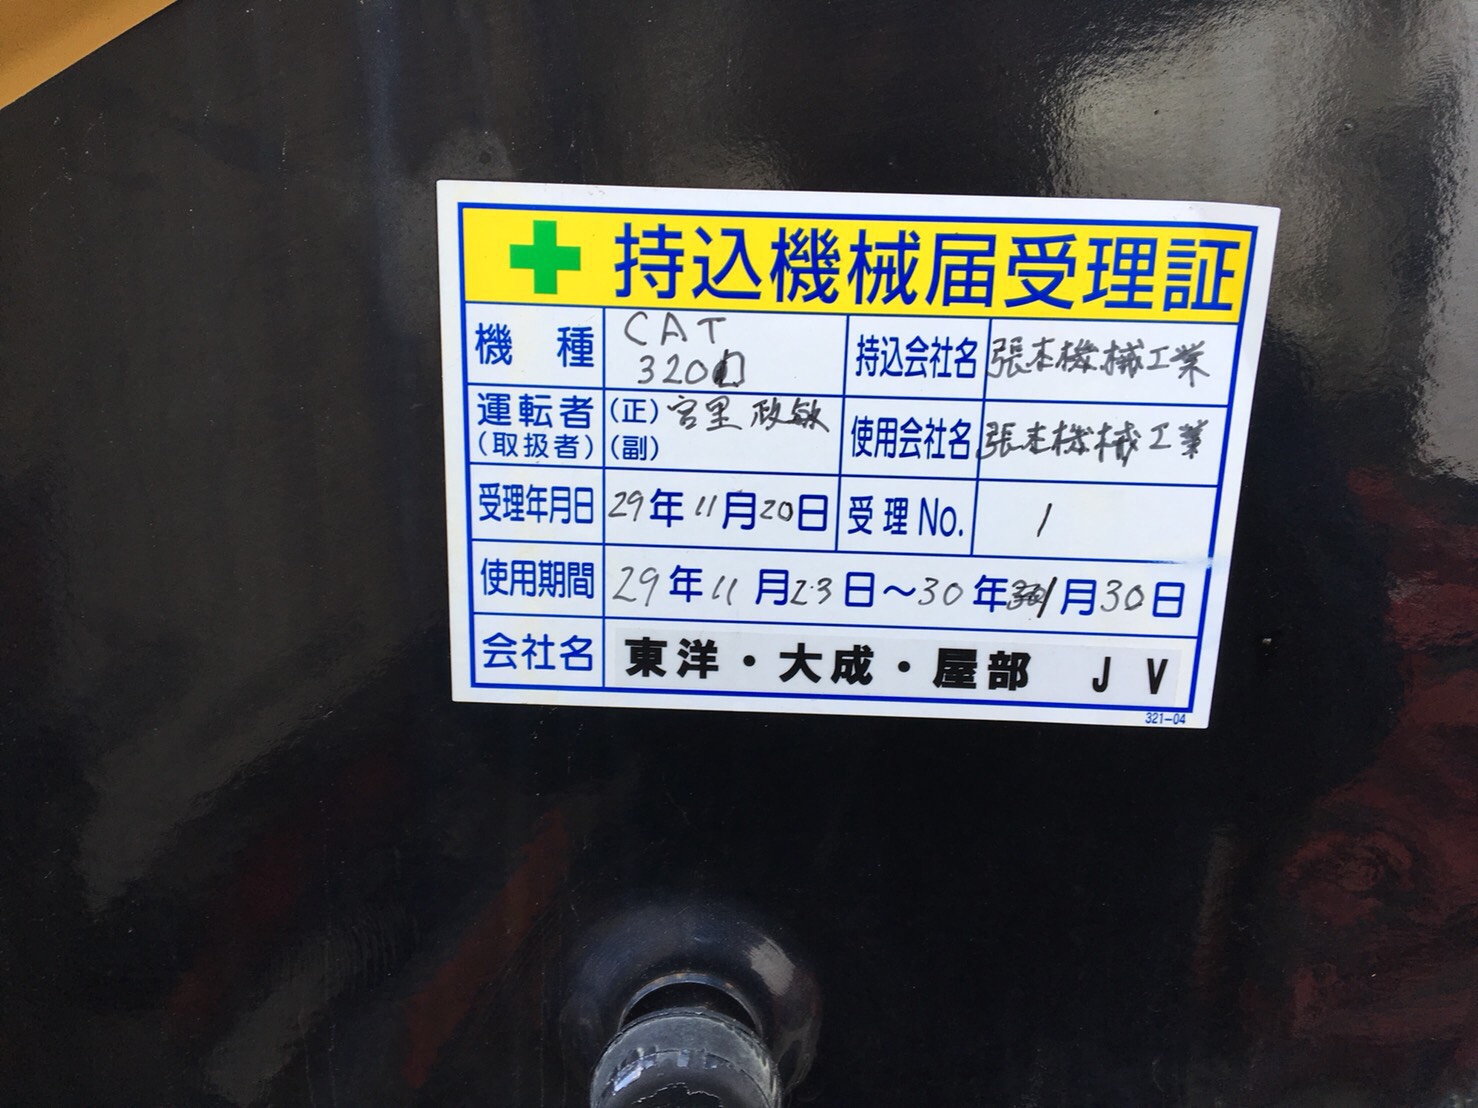 持込機械届受理証
機種 CAT 320D 持込会社名 張本機械工業
運転者(取扱者) (正)宮里政敏 (副) 使用会社名 張本機械工業
受理年月日 29年11月20日 受理No. 1
使用期間 29年11月23日~30年1月30日
会社名 東洋・大成・屋部 JV
321-04